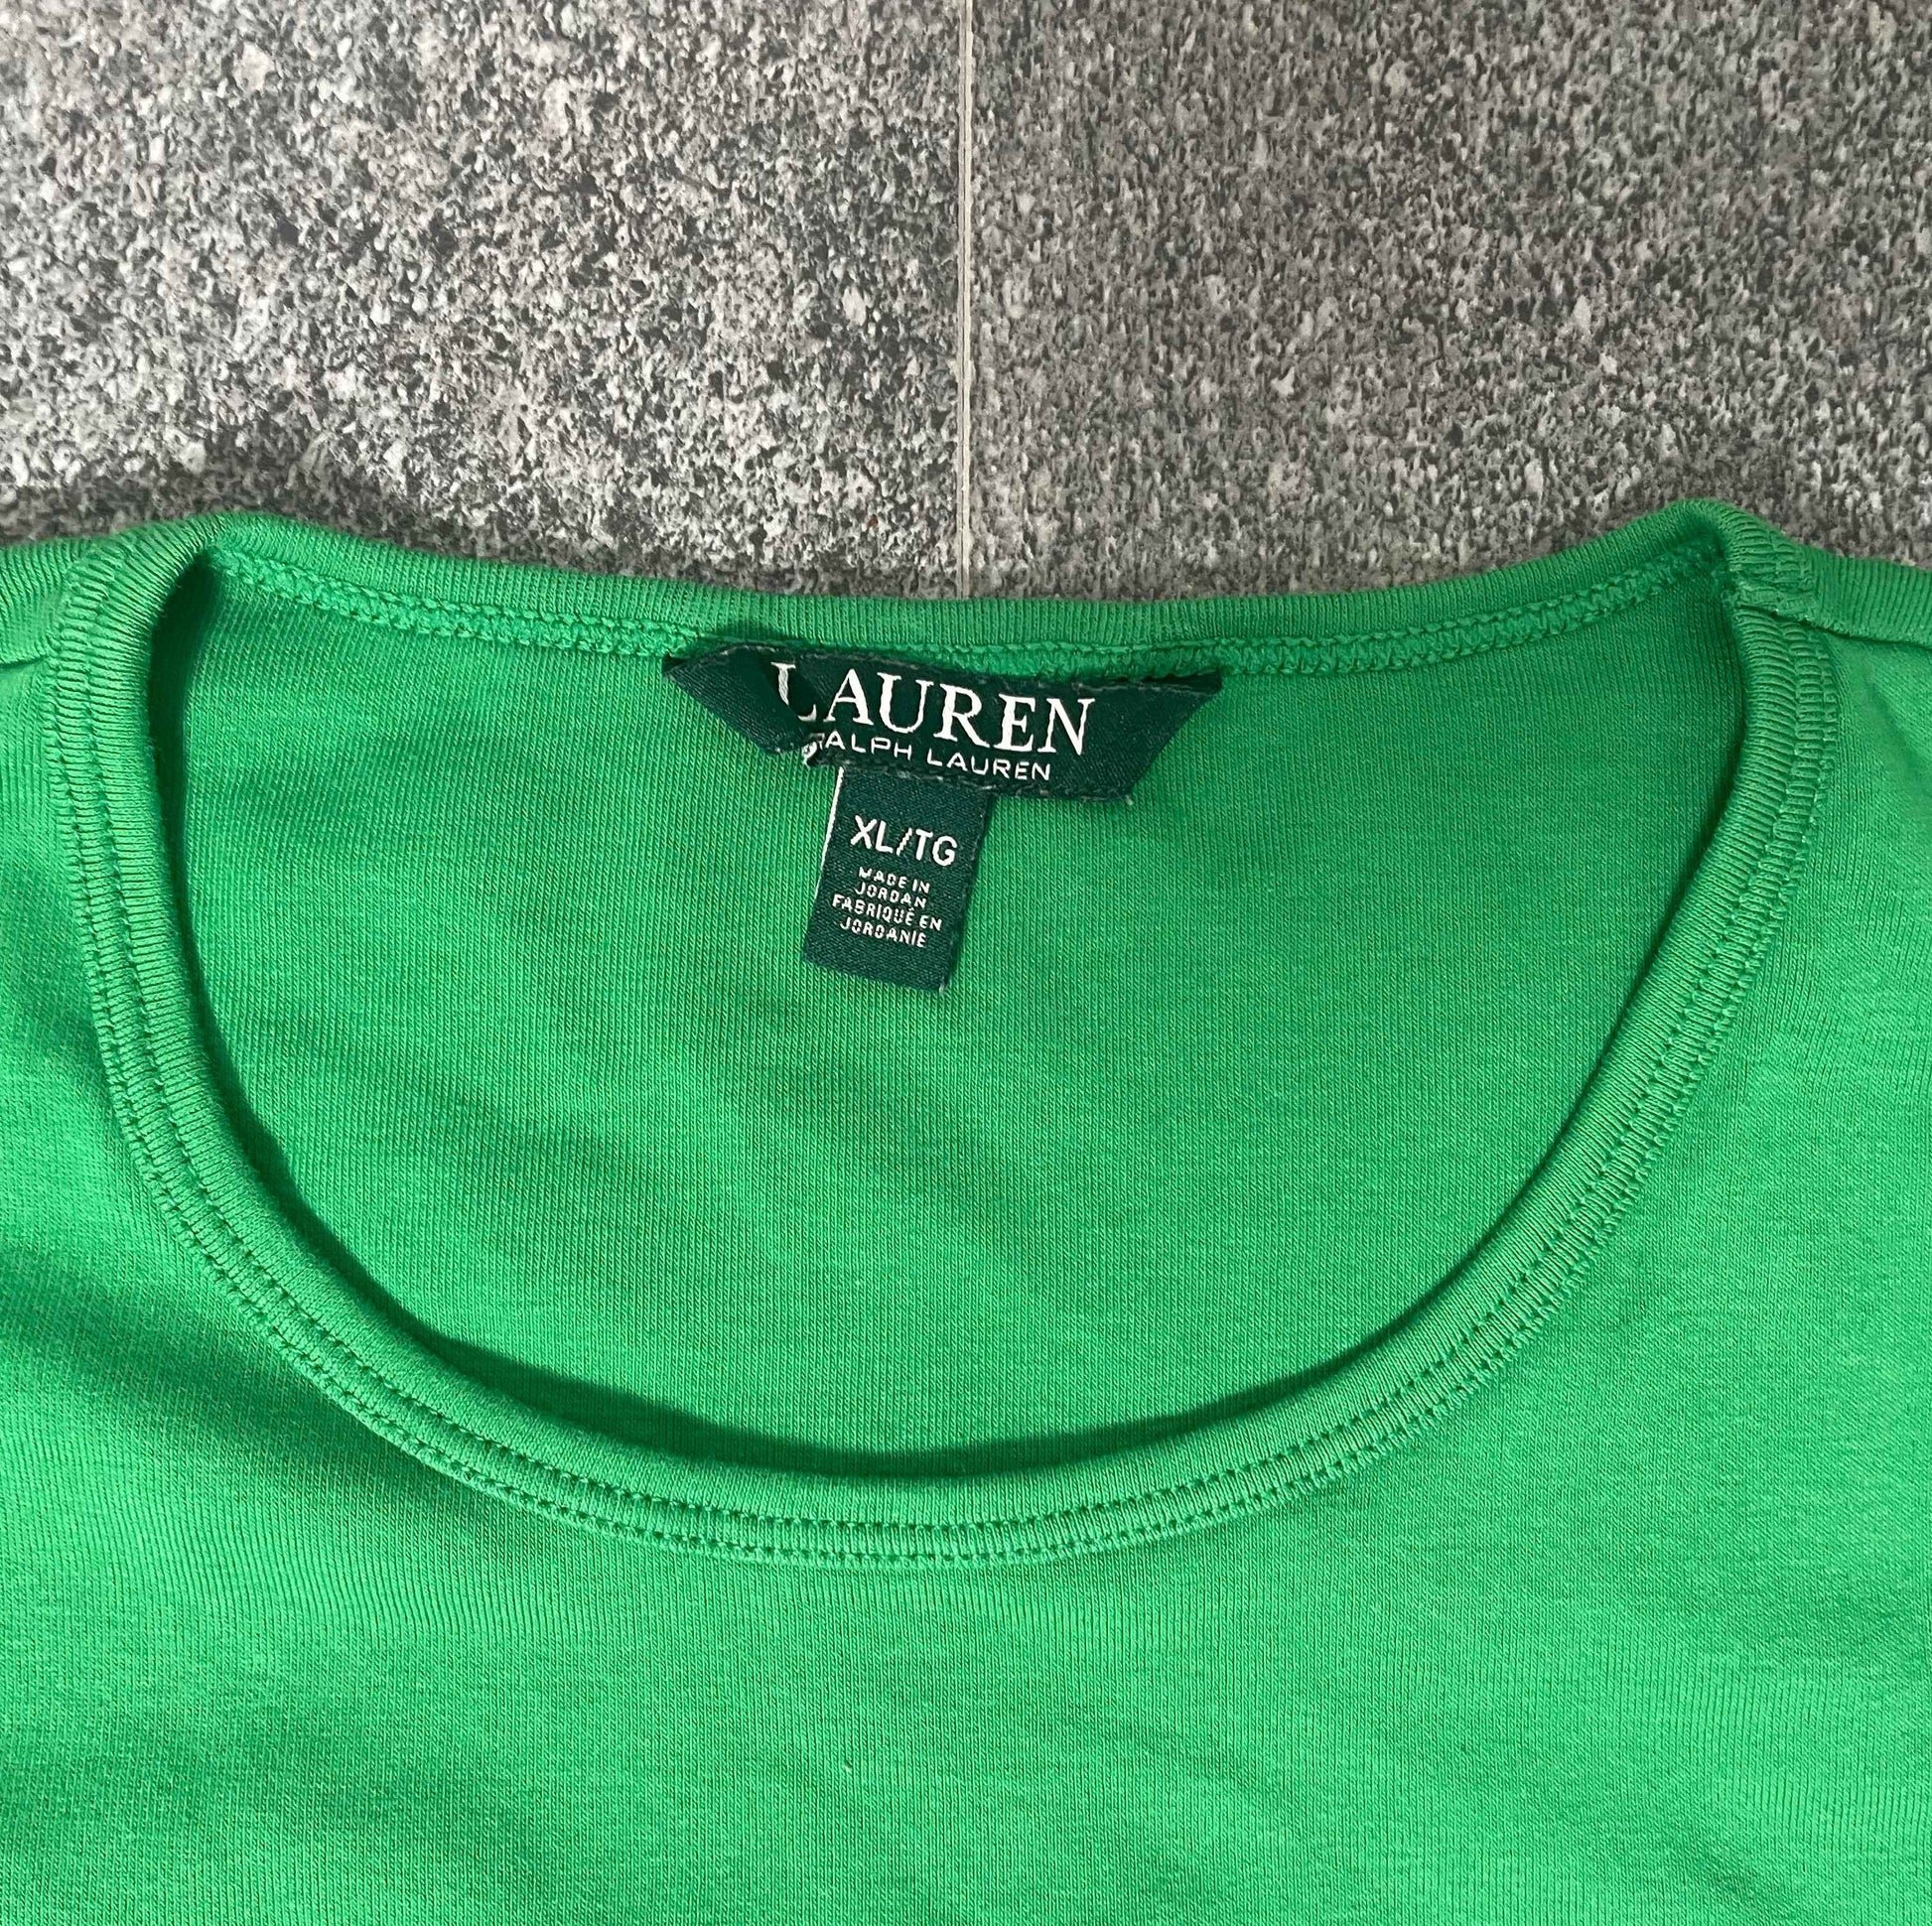 LAUREN
RALPH LAUREN
XL/TG
MADE IN
JORDAN
FABRIQUÉ EN
JORDANIE